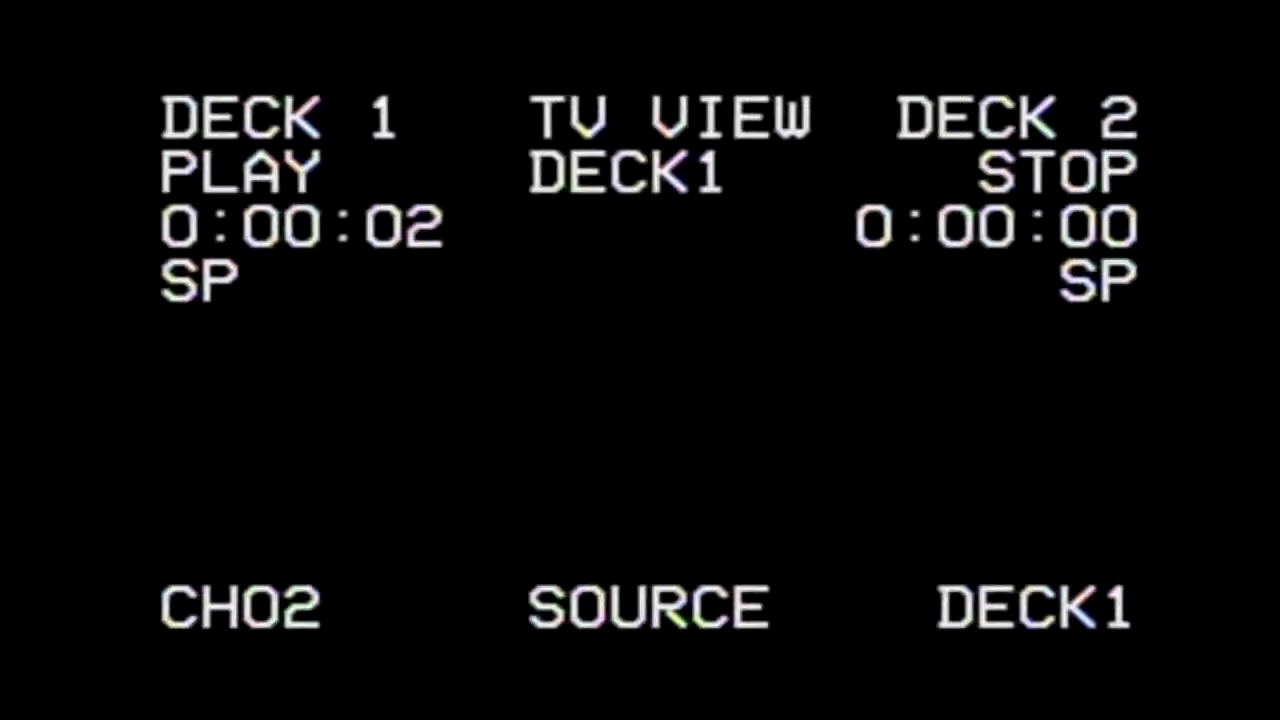 DECK 1 TV VIEW DECK 2
PLAY DECK1 STOP
0:00:02 0:00:00
SP SP
CH02 SOURCE DECK1